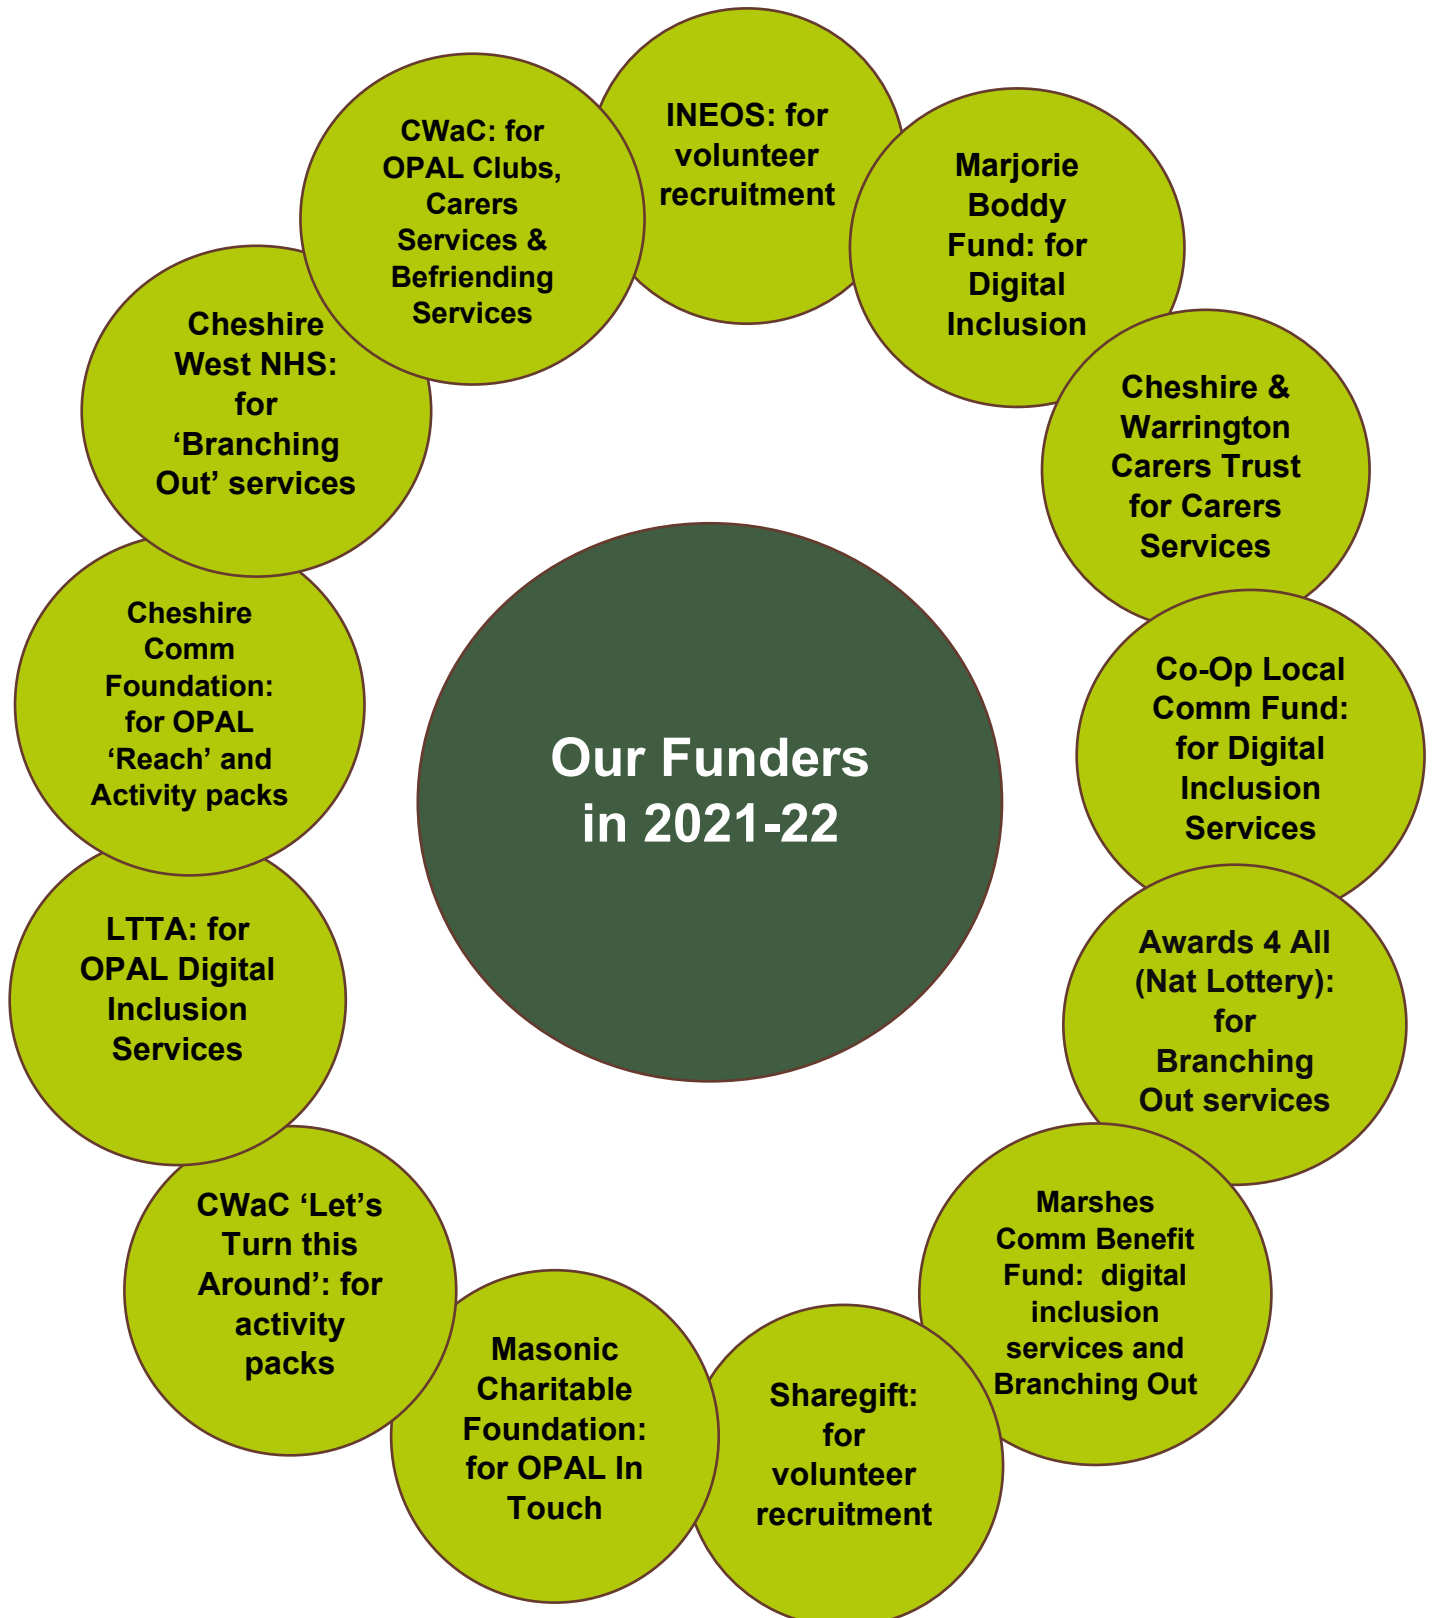 Our Funders
in 2021-22
INEOS: for
volunteer
recruitment
Marjorie
Boddy
Fund: for
Digital
Inclusion
Cheshire &
Warrington
Carers Trust
for Carers
Services
Co-Op Local
Comm Fund:
for Digital
Inclusion
Services
Awards 4 All
(Nat Lottery):
for
Branching
Out services
Marshes
Comm Benefit
Fund:  digital
inclusion
services and
Branching Out
Sharegift:
for
volunteer
recruitment
Masonic
Charitable
Foundation:
for OPAL In
Touch
CWaC ‘Let’s
Turn this
Around’: for
activity
packs
LTTA: for
OPAL Digital
Inclusion
Services
Cheshire
Comm
Foundation:
for OPAL
‘Reach’ and
Activity packs
Cheshire
West NHS:
for
‘Branching
Out’ services
CWaC: for
OPAL Clubs,
Carers
Services &
Befriending
Services